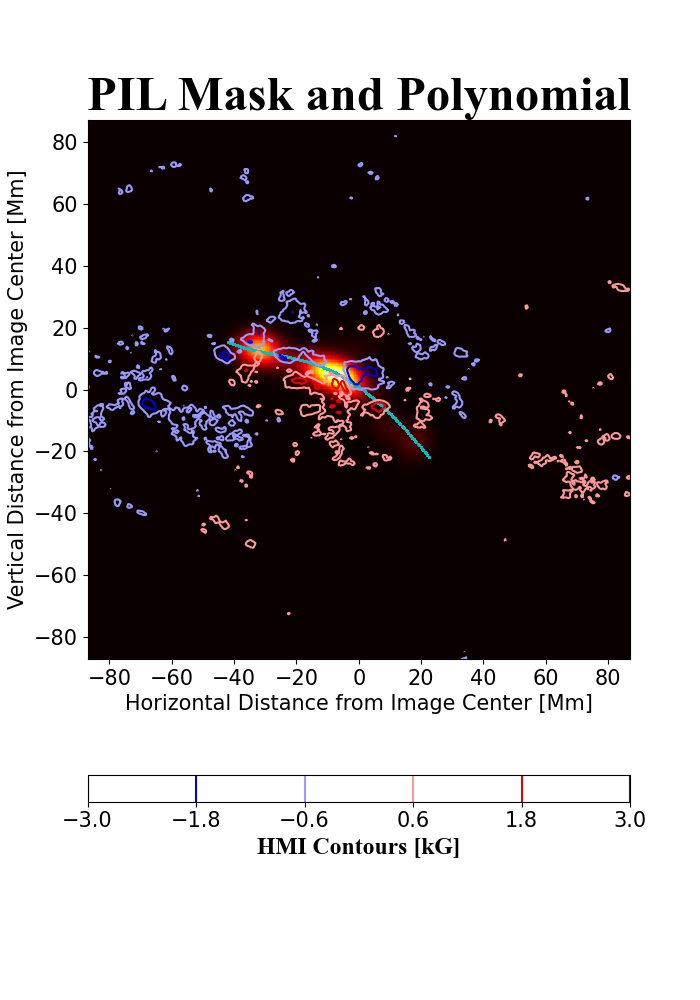 PIL Mask and Polynomial
Vertical Distance from Image Center [Mm]
80
60
40
20
0
−20
−40
−60
−80
−80 −60 −40 −20 0 20 40 60 80
Horizontal Distance from Image Center [Mm]
−3.0 −1.8 −0.6 0.6 1.8 3.0
HMI Contours [kG]